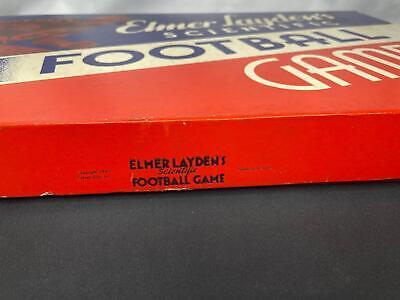 Elmer Layden's
SCIENTIFIC
FOOTBALL
GAME
ELMER LAYDEN'S
Scientific
FOOTBALL GAME